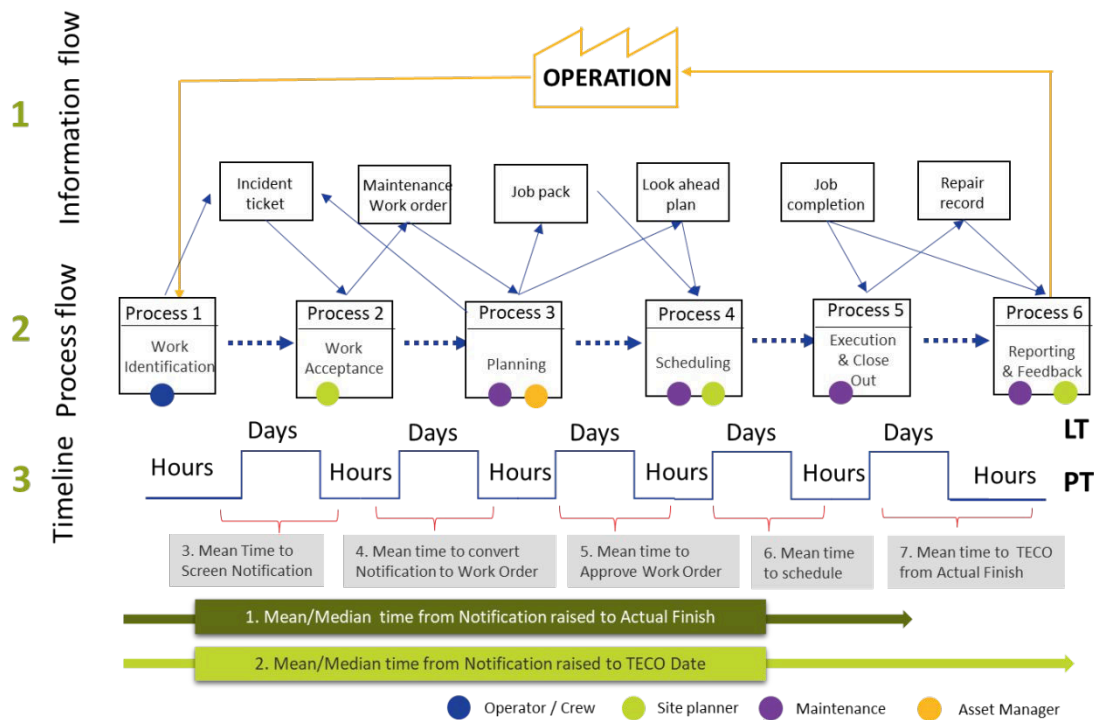 1
Information flow
OPERATION
Incident
ticket
Maintenance
Work order
Job pack
Look ahead
plan
Job
completion
Repair
record
2
Process flow
Process 1
Work
Identification
Process 2
Work
Acceptance
Process 3
Planning
Process 4
Scheduling
Process 5
Execution
& Close
Out
Process 6
Reporting
& Feedback
3
Timeline
LT
PT
Hours
Days
Hours
Days
Hours
Days
Hours
Days
Hours
Days
Hours
3. Mean Time to
Screen Notification
4. Mean time to convert
Notification to Work Order
5. Mean time to
Approve Work Order
6. Mean time
to schedule
7. Mean time to TECO
from Actual Finish
1. Mean/Median time from Notification raised to Actual Finish
2. Mean/Median time from Notification raised to TECO Date
Operator / Crew
Site planner
Maintenance
Asset Manager